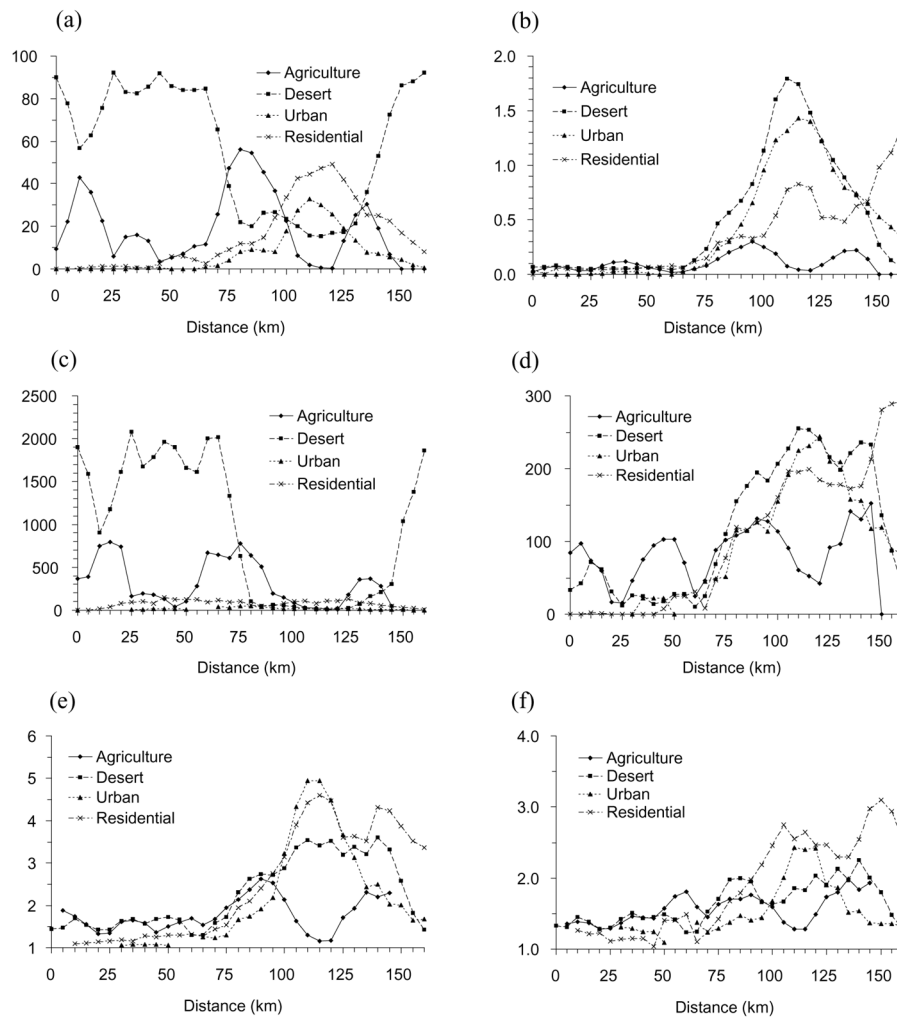 (a)
100
80
60
40
20
0
Agriculture
Desert
Urban
Residential
0 25 50 75 100 125 150
Distance (km)
(b)
2.0
1.5
1.0
0.5
0.0
Agriculture
Desert
Urban
Residential
0 25 50 75 100 125 150
Distance (km)
(c)
2500
2000
1500
1000
500
0
Agriculture
Desert
Urban
Residential
0 25 50 75 100 125 150
Distance (km)
(d)
300
200
100
0
Agriculture
Desert
Urban
Residential
0 25 50 75 100 125 150
Distance (km)
(e)
6
5
4
3
2
1
Agriculture
Desert
Urban
Residential
0 25 50 75 100 125 150
Distance (km)
(f)
4.0
3.0
2.0
1.0
Agriculture
Desert
Urban
Residential
0 25 50 75 100 125 150
Distance (km)